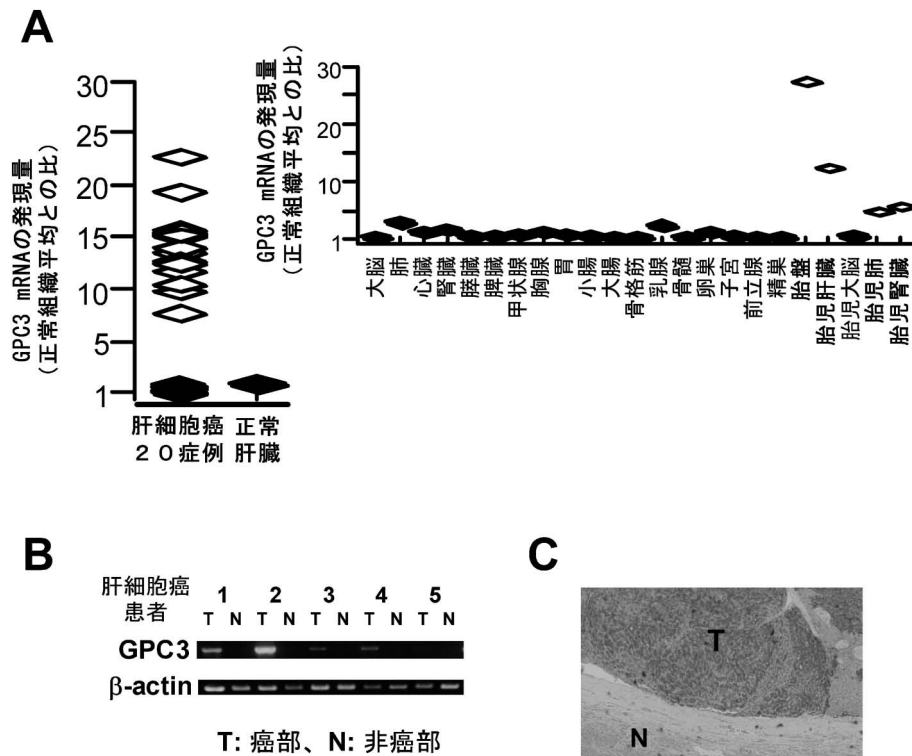 A
GPC3 mRNAの発現量
(正常組織平均との比)
30
25
20
15
10
5
1
肝細胞癌
20症例
正常
肝臓
GPC3 mRNAの発現量
(正常組織平均との比)
30
20
10
1
大脳
肺
心臓
腎臓
膵臓
脾臓
甲状腺
胸腺
胃
小腸
大腸
骨格筋
乳腺
骨髄
卵巣
子宮
前立腺
精巣
胎盤
胎児肝臓
胎児大脳
胎児肺
胎児腎臓
B
肝細胞癌
患者
1 2 3 4 5
T N T N T N T N T N
GPC3
β-actin
T: 癌部、N: 非癌部
C
T
N